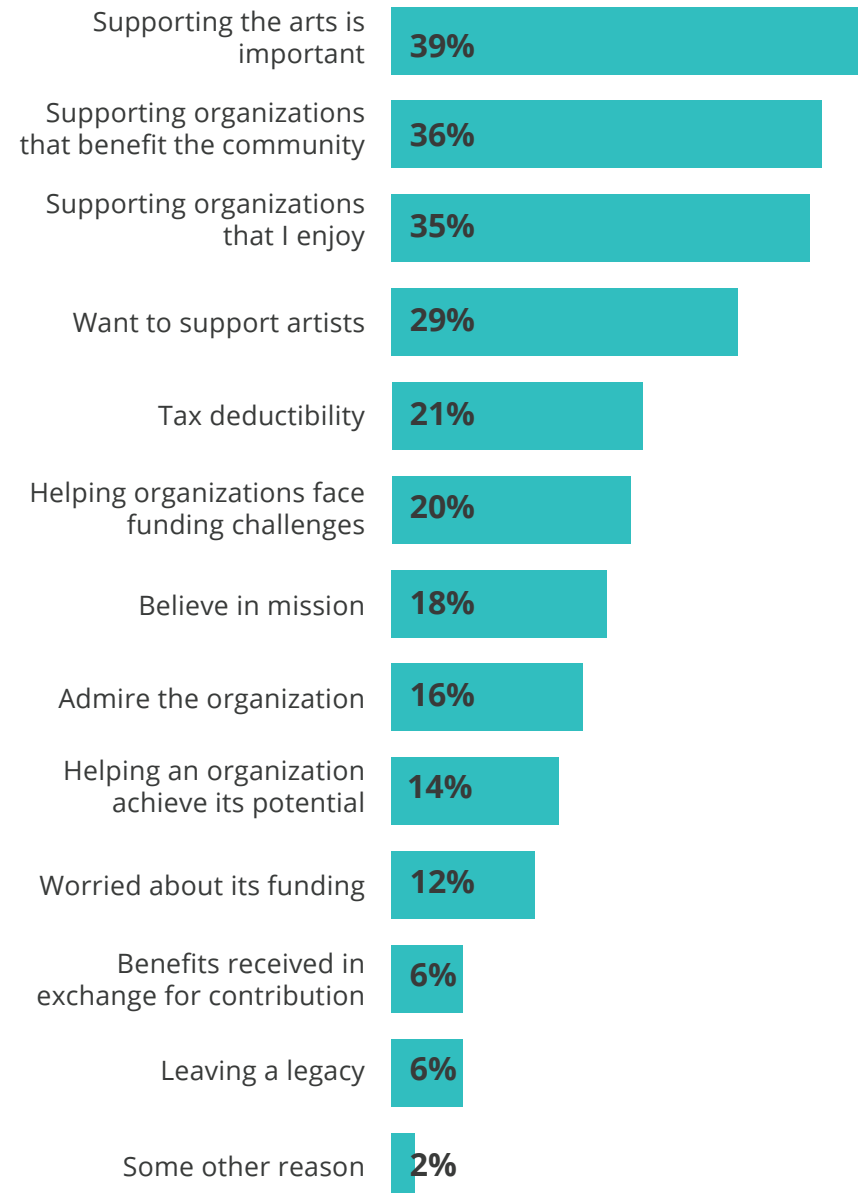 Supporting the arts is
important
39%
Supporting organizations
that benefit the community
36%
Supporting organizations
that I enjoy
35%
Want to support artists
29%
Tax deductibility
21%
Helping organizations face
funding challenges
20%
Believe in mission
18%
Admire the organization
16%
Helping an organization
achieve its potential
14%
Worried about its funding
12%
Benefits received in
exchange for contribution
6%
Leaving a legacy
6%
Some other reason
2%